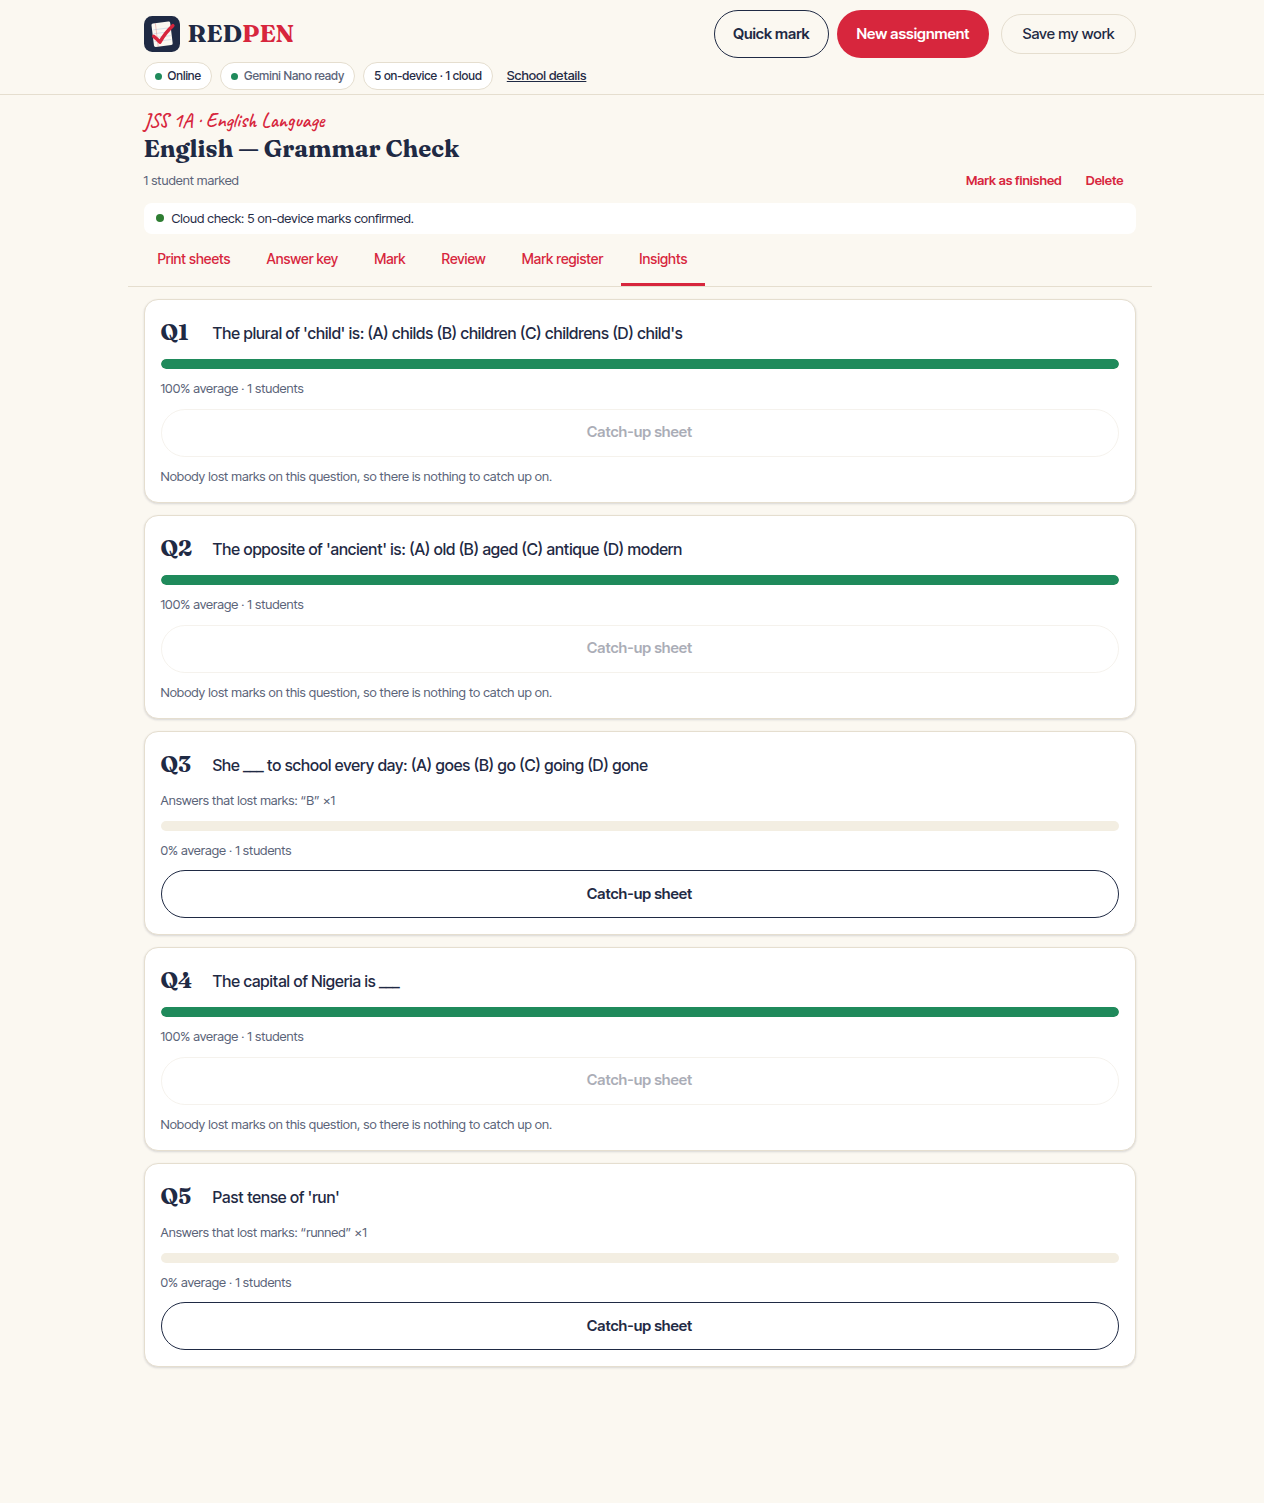 REDPEN
Quick mark
New assignment
Save my work
Online
Gemini Nano ready
5 on-device · 1 cloud
School details
JSS 1A · English Language
English — Grammar Check
1 student marked
Mark as finished
Delete
Cloud check: 5 on-device marks confirmed.
Print sheets
Answer key
Mark
Review
Mark register
Insights
Q1 The plural of 'child' is: (A) childs (B) children (C) childrens (D) child's
100% average · 1 students
Catch-up sheet
Nobody lost marks on this question, so there is nothing to catch up on.
Q2 The opposite of 'ancient' is: (A) old (B) aged (C) antique (D) modern
100% average · 1 students
Catch-up sheet
Nobody lost marks on this question, so there is nothing to catch up on.
Q3 She ___ to school every day: (A) goes (B) go (C) going (D) gone
Answers that lost marks: “B” ×1
0% average · 1 students
Catch-up sheet
Q4 The capital of Nigeria is ___
100% average · 1 students
Catch-up sheet
Nobody lost marks on this question, so there is nothing to catch up on.
Q5 Past tense of 'run'
Answers that lost marks: “runned” ×1
0% average · 1 students
Catch-up sheet